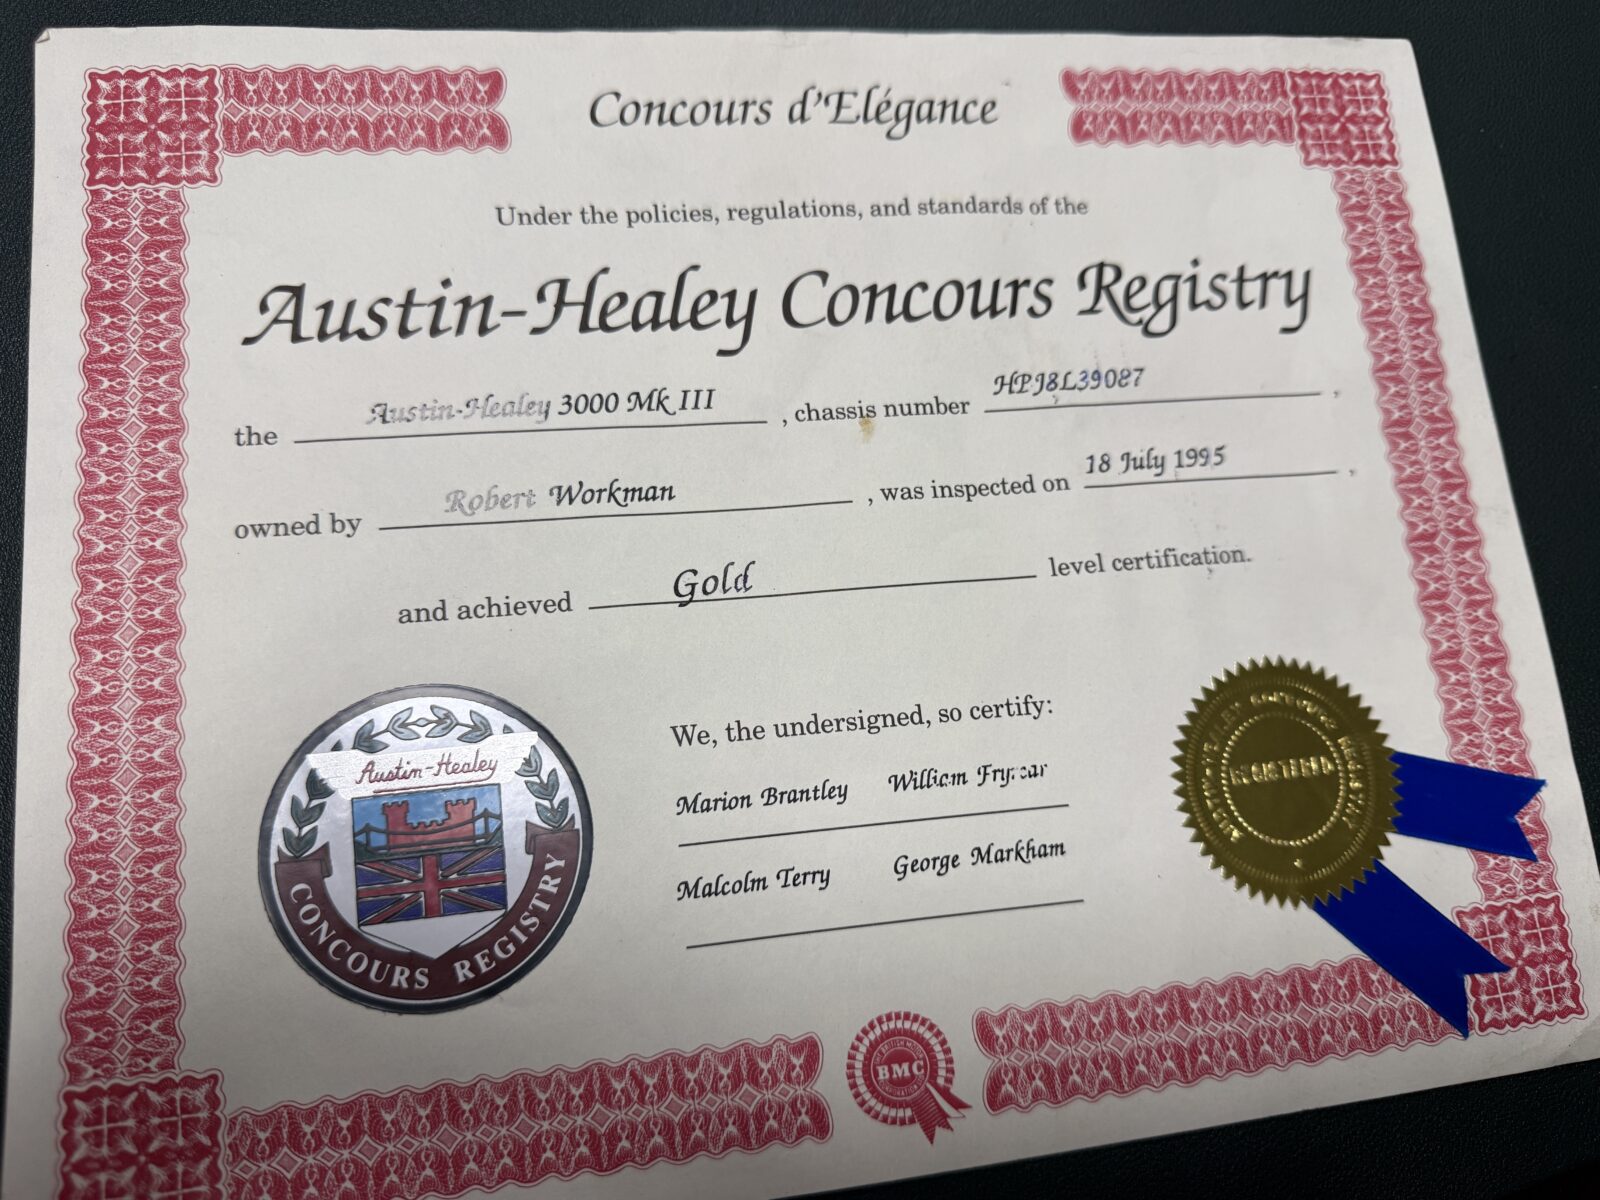 Concours d'Elégance
Under the policies, regulations, and standards of the
Austin-Healey Concours Registry
the Austin-Healey 3000 Mk III , chassis number HPJ8L39087 ,
owned by Robert Workman , was inspected on 18 July 1995 ,
and achieved Gold level certification.
We, the undersigned, so certify:
Marion Brantley William
Malcolm Terry George Markham
Austin-Healey
CONCOURS REGISTRY
REGISTERED
BMC